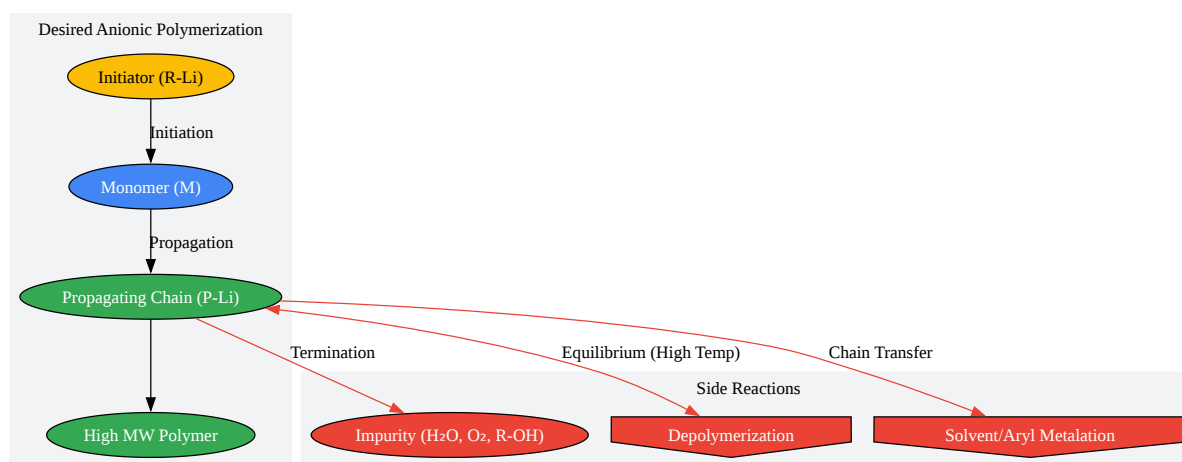 Desired Anionic Polymerization
Initiator (R-Li)
Initiation
Monomer (M)
Propagation
Propagating Chain (P-Li)
Termination
Equilibrium (High Temp)
Chain Transfer
Side Reactions
High MW Polymer
Impurity (H₂O, O₂, R-OH)
Depolymerization
Solvent/Aryl Metalation